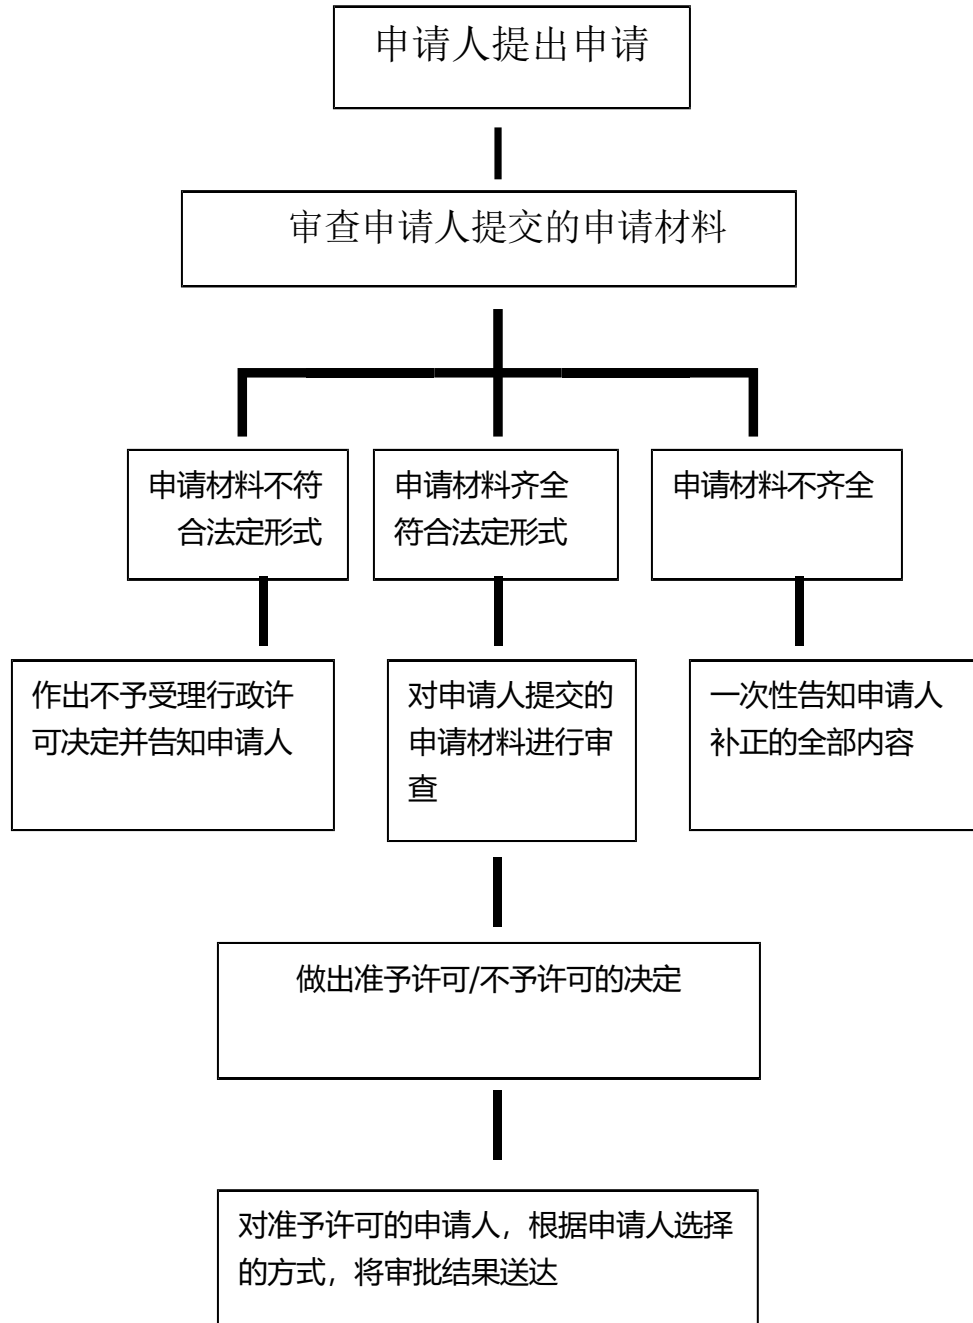 申请人提出申请
审查申请人提交的申请材料
申请材料不符
合法定形式
申请材料齐全
符合法定形式
申请材料不齐全
作出不予受理行政许
可决定并告知申请人
对申请人提交的
申请材料进行审
查
一次性告知申请人
补正的全部内容
做出准予许可/不予许可的决定
对准予许可的申请人，根据申请人选择
的方式，将审批结果送达